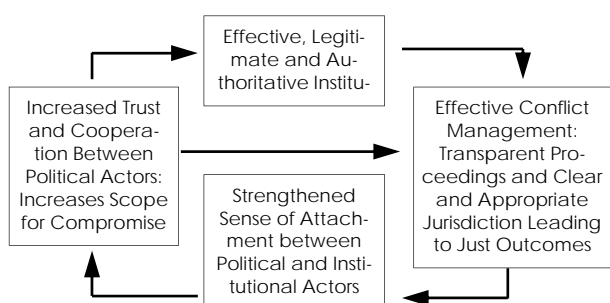 Effective, Legiti-
mate and Au-
thoritative Institu-
Increased Trust
and Coopera-
tion Between
Political Actors:
Increases Scope
for Compromise
Effective Conflict
Management:
Transparent Pro-
ceedings and Clear
and Appropriate
Jurisdiction Leading
to Just Outcomes
Strengthened
Sense of Attach-
ment between
Political and Insti-
tutional Actors